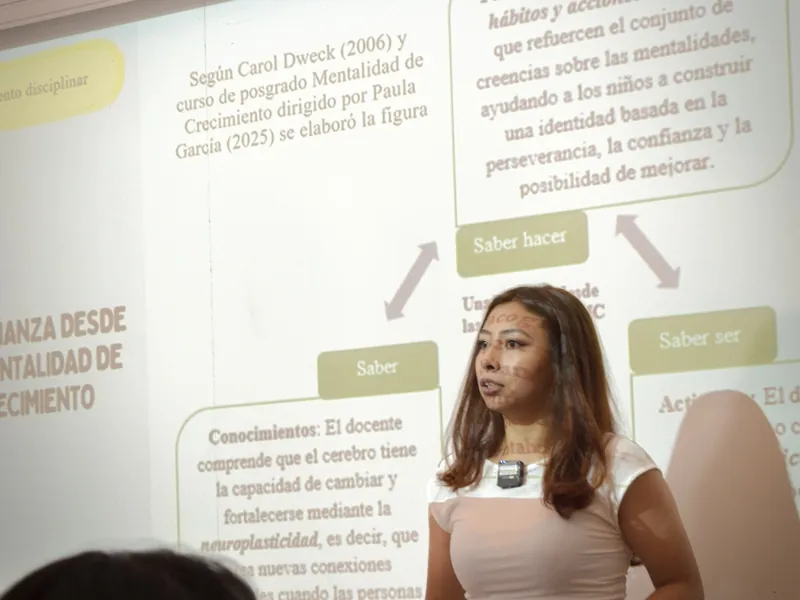 ento disciplinar
Según Carol Dweck (2006) y
curso de posgrado Mentalidad de
Crecimiento dirigido por Paula
García (2025) se elaboró la figura
hábitos y
que refuercen el conjunto de
creencias sobre las mentalidades,
ayudando a los niños a construir
una identidad basada en la
perseverancia, la confianza y la
posibilidad de mejorar.
Saber hacer
Saber
Saber ser
ANZA DESDE
NTALIDAD DE
ECIMIENTO
Conocimientos: El docente
comprende que el cerebro tiene
la capacidad de cambiar y
fortalecerse mediante la
neuroplasticidad, es decir, que
nuevas conexiones
cuando las personas
El d